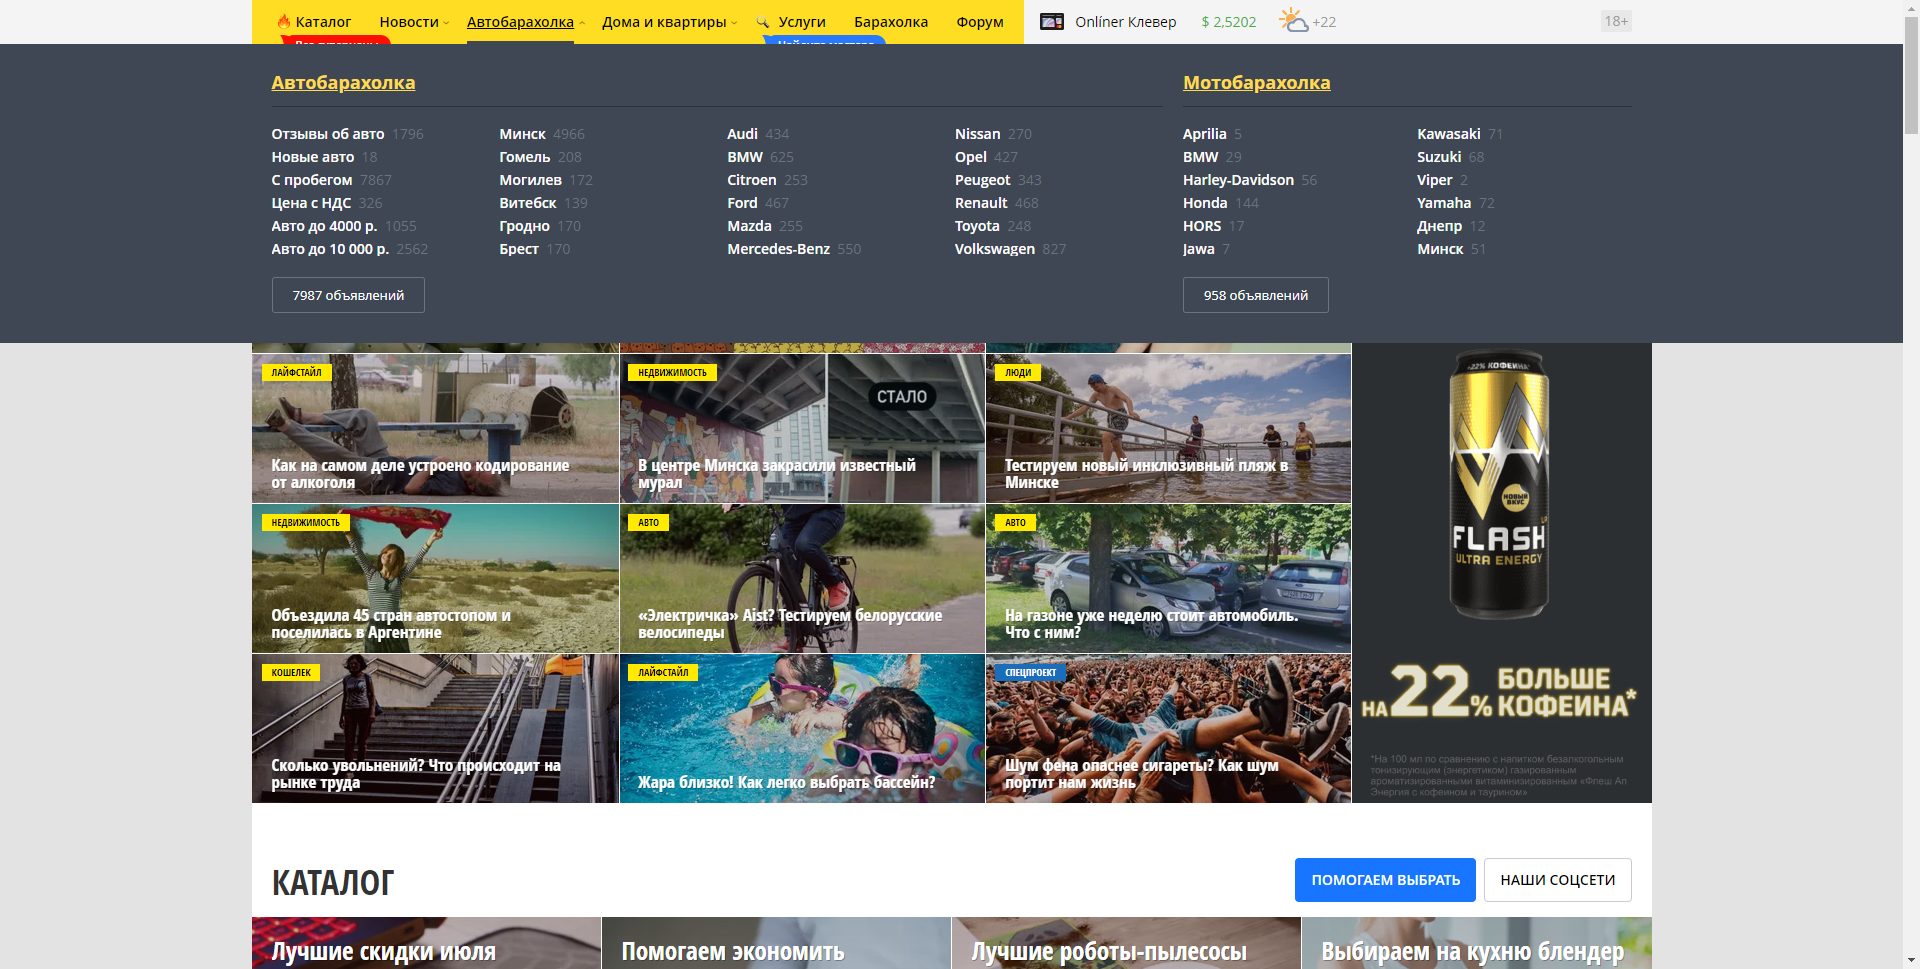 Каталог Новости Автобарахолка Дома и квартиры Услуги Барахолка Форум Onlíner Клевер $ 2,5202 +22 18+
Автобарахолка
Отзывы об авто 1796
Новые авто 18
С пробегом 7867
Цена с НДС 326
Авто до 4000 р. 1055
Авто до 10 000 р. 2562
Минск 4966
Гомель 208
Могилев 172
Витебск 139
Гродно 170
Брест 170
Audi 434
BMW 625
Citroen 253
Ford 467
Mazda 255
Mercedes-Benz 550
Nissan 270
Opel 427
Peugeot 343
Renault 468
Toyota 248
Volkswagen 827
7987 объявлений
Мотобарахолка
Aprilia 5
BMW 29
Harley-Davidson 56
Honda 144
HORS 17
Jawa 7
Kawasaki 71
Suzuki 68
Viper 2
Yamaha 72
Днепр 12
Минск 51
958 объявлений
ЛАЙФСТАЙЛ
Как на самом деле устроено кодирование
от алкоголя
НЕДВИЖИМОСТЬ
СТАЛО
В центре Минска закрасили известный
мурал
ЛЮДИ
Тестируем новый инклюзивный пляж в
Минске
НЕДВИЖИМОСТЬ
Объездила 45 стран автостопом и
поселилась в Аргентине
АВТО
«Электричка» Aist? Тестируем белорусские
велосипеды
АВТО
На газоне уже неделю стоит автомобиль.
Что с ним?
КОШЕЛЕК
Сколько увольнений? Что происходит на
рынке труда
ЛАЙФСТАЙЛ
Жара близко! Как легко выбрать бассейн?
СПЕЦПРОЕКТ
Шум фена опаснее сигареты? Как шум
портит нам жизнь
+22% КОФЕИНА*
НОВЫЙ
ВКУС
FLASH UP
ULTRA ENERGY
НА 22% БОЛЬШЕ
КОФЕИНА*
*На 100 мл по сравнению с напитком безалкогольным
тонизирующим (энергетиком) газированным
ароматизированными витаминизированным «Флеш Ап
Энергия с кофеином и таурином»
КАТАЛОГ
ПОМОГАЕМ ВЫБРАТЬ
НАШИ СОЦСЕТИ
Лучшие скидки июля
Помогаем экономить
Лучшие роботы-пылесосы
Выбираем на кухню блендер